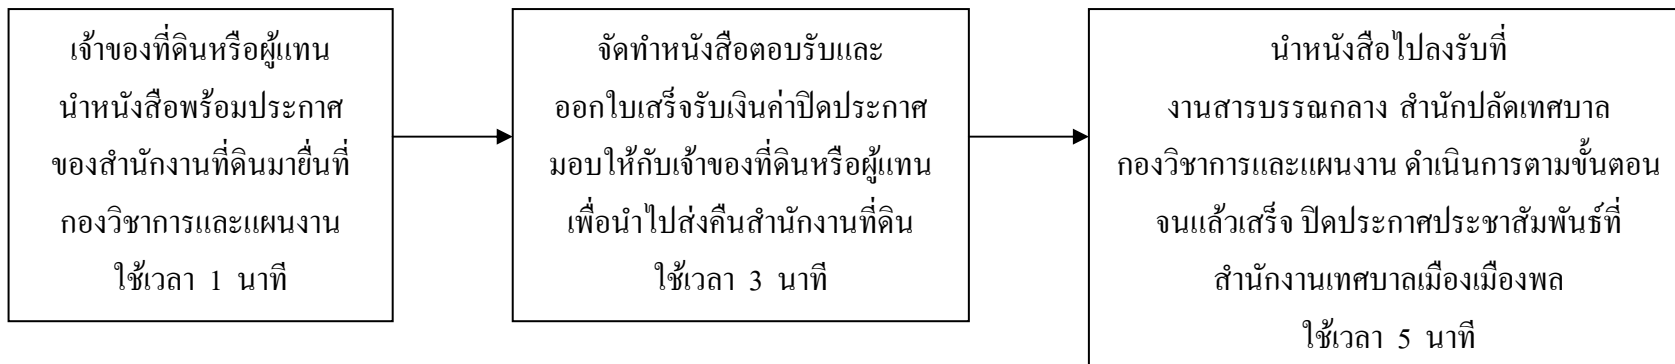 เจ้าของที่ดินหรือผู้แทน
นำหนังสือพร้อมประกาศ
ของสำนักงานที่ดินมายื่นที่
กองวิชาการและแผนงาน
ใช้เวลา 1 นาที
จัดทำหนังสือตอบรับและ
ออกใบเสร็จรับเงินค่าปิดประกาศ
มอบให้กับเจ้าของที่ดินหรือผู้แทน
เพื่อนำไปส่งคืนสำนักงานที่ดิน
ใช้เวลา 3 นาที
นำหนังสือไปลงรับที่
งานสารบรรณกลาง สำนักปลัดเทศบาล
กองวิชาการและแผนงาน ดำเนินการตามขั้นตอน
จนแล้วเสร็จ ปิดประกาศประชาสัมพันธ์ที่
สำนักงานเทศบาลเมืองเมืองพล
ใช้เวลา 5 นาที